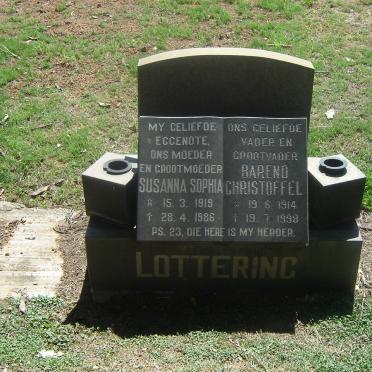 MY GELIEFDE
EGGENOTE,
ONS MOEDER
EN GROOTMOEDER
SUSANNA SOPHIA
* 15. 3. 1919
† 28. 4. 1986
ONS GELIEFDE
VADER EN
GROOTVADER
BAREND
CHRISTOFFEL
* 19. 6. 1914
† 19. 7. 1998
PS. 23, DIE HERE IS MY HERDER.
LOTTERING